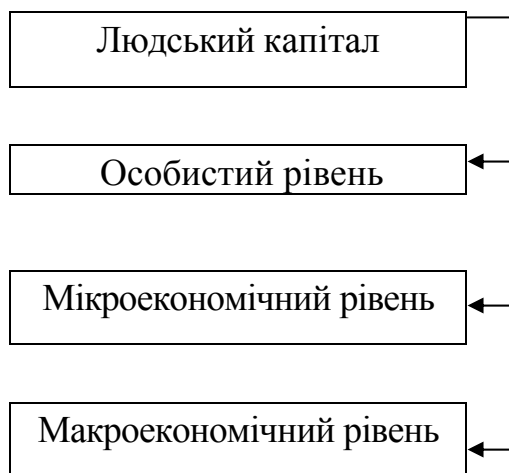 Людський капітал
Особистий рівень
Мікроекономічний рівень
Макроекономічний рівень